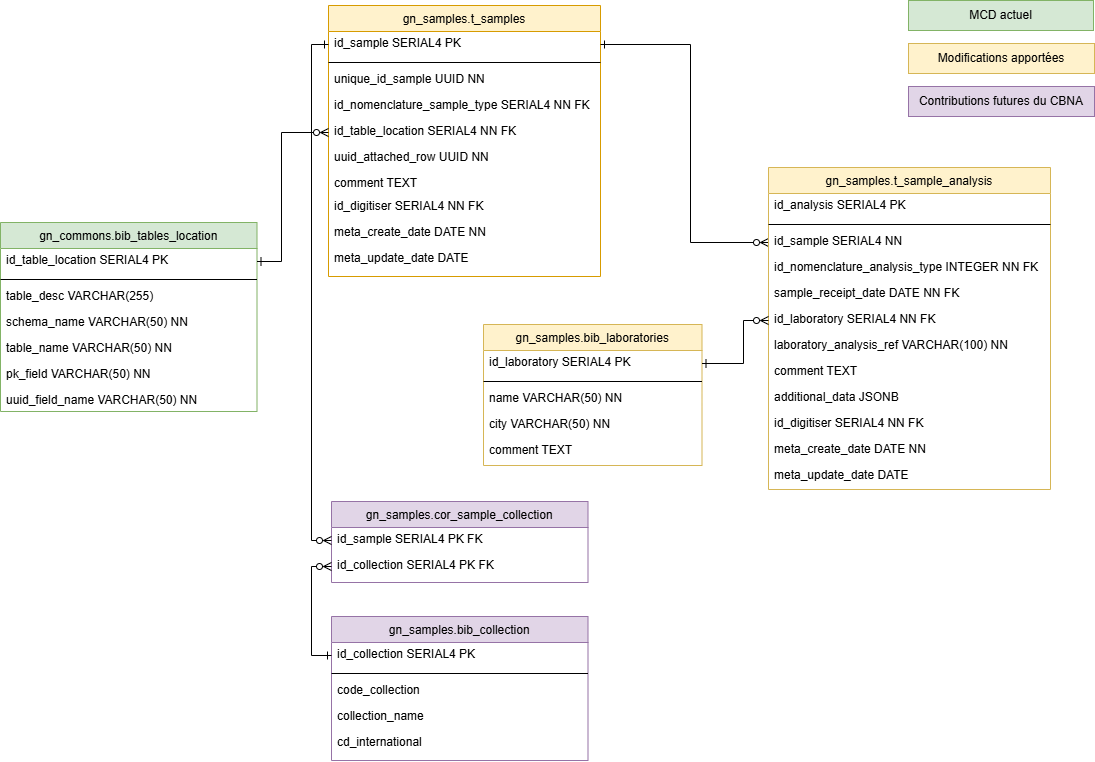 MCD actuel
Modifications apportées
Contributions futures du CBNA
gn_samples.t_samples
id_sample SERIAL4 PK
unique_id_sample UUID NN
id_nomenclature_sample_type SERIAL4 NN FK
id_table_location SERIAL4 NN FK
uuid_attached_row UUID NN
comment TEXT
id_digitiser SERIAL4 NN FK
meta_create_date DATE NN
meta_update_date DATE
gn_samples.t_sample_analysis
id_analysis SERIAL4 PK
id_sample SERIAL4 NN
id_nomenclature_analysis_type INTEGER NN FK
sample_receipt_date DATE NN FK
id_laboratory SERIAL4 NN FK
laboratory_analysis_ref VARCHAR(100) NN
comment TEXT
additional_data JSONB
id_digitiser SERIAL4 NN FK
meta_create_date DATE NN
meta_update_date DATE
gn_commons.bib_tables_location
id_table_location SERIAL4 PK
table_desc VARCHAR(255)
schema_name VARCHAR(50) NN
table_name VARCHAR(50) NN
pk_field VARCHAR(50) NN
uuid_field_name VARCHAR(50) NN
gn_samples.bib_laboratories
id_laboratory SERIAL4 PK
name VARCHAR(50) NN
city VARCHAR(50) NN
comment TEXT
gn_samples.cor_sample_collection
id_sample SERIAL4 PK FK
id_collection SERIAL4 PK FK
gn_samples.bib_collection
id_collection SERIAL4 PK
code_collection
collection_name
cd_international